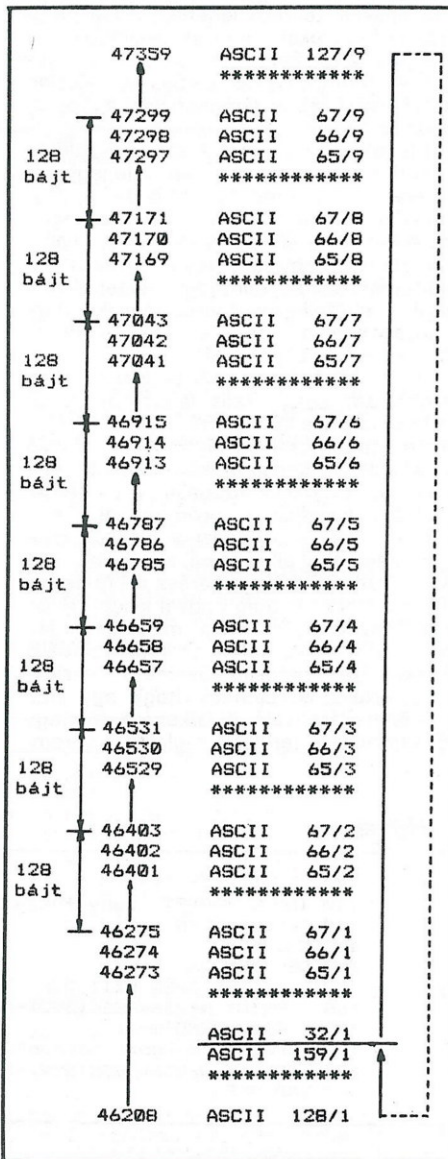 47359 ASCII 127/9
************
47299 ASCII 67/9
47298 ASCII 66/9
128 47297 ASCII 65/9
bájt ************
47171 ASCII 67/8
47170 ASCII 66/8
128 47169 ASCII 65/8
bájt ************
47043 ASCII 67/7
47042 ASCII 66/7
128 47041 ASCII 65/7
bájt ************
46915 ASCII 67/6
46914 ASCII 66/6
128 46913 ASCII 65/6
bájt ************
46787 ASCII 67/5
46786 ASCII 66/5
128 46785 ASCII 65/5
bájt ************
46659 ASCII 67/4
46658 ASCII 66/4
128 46657 ASCII 65/4
bájt ************
46531 ASCII 67/3
46530 ASCII 66/3
128 46529 ASCII 65/3
bájt ************
46403 ASCII 67/2
46402 ASCII 66/2
128 46401 ASCII 65/2
bájt ************
46275 ASCII 67/1
46274 ASCII 66/1
46273 ASCII 65/1
************
ASCII 32/1
ASCII 159/1
************
46208 ASCII 128/1